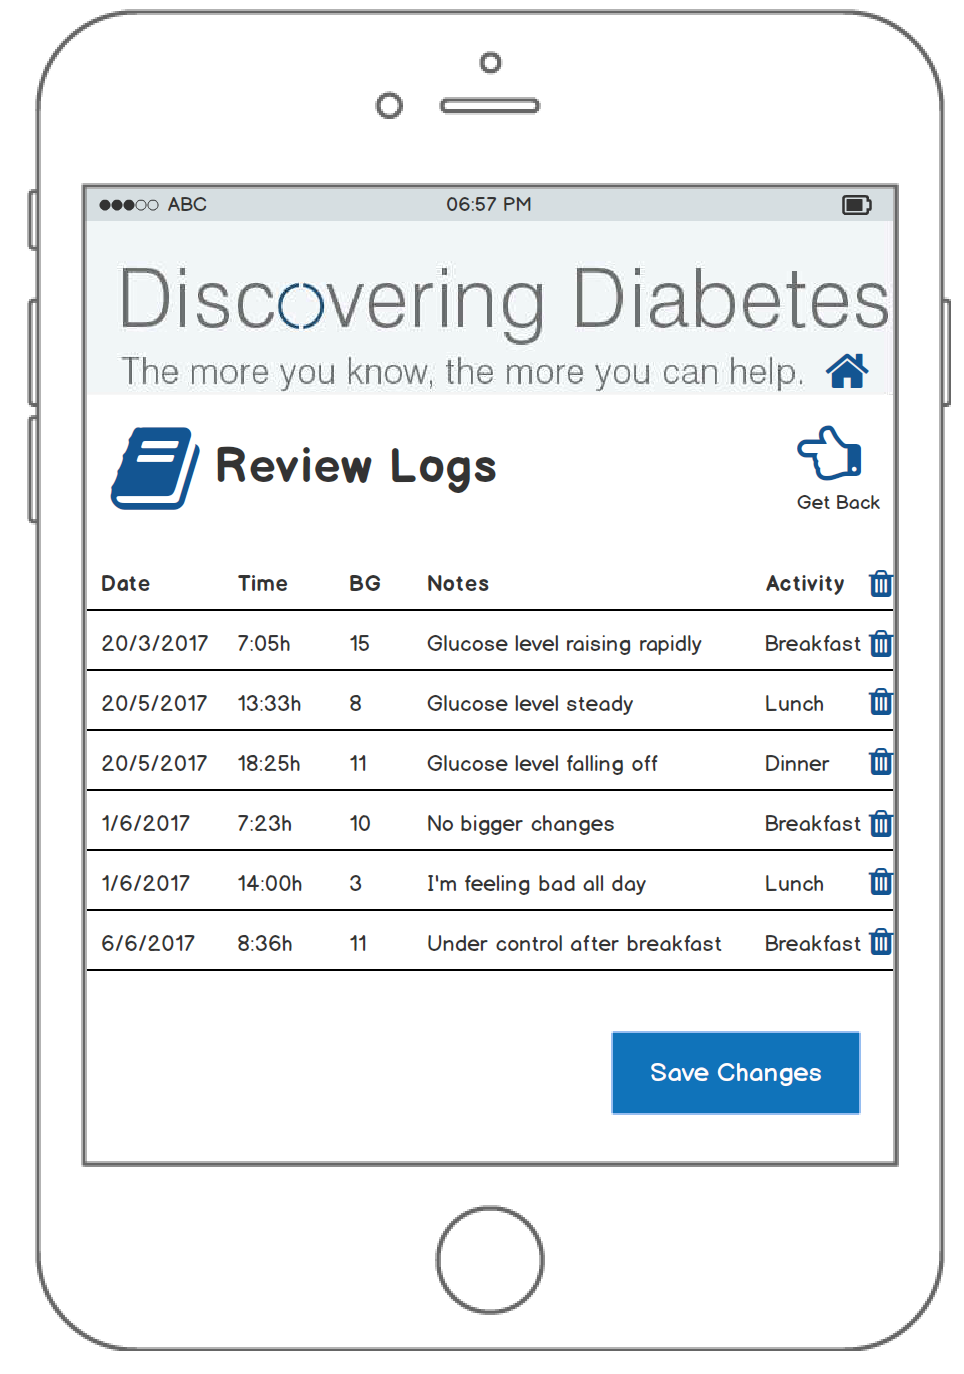 ABC 06:57 PM
Discovering Diabetes
The more you know, the more you can help.
Review Logs
Get Back
Date Time BG Notes Activity
20/3/2017 7:05h 15 Glucose level raising rapidly Breakfast
20/5/2017 13:33h 8 Glucose level steady Lunch
20/5/2017 18:25h 11 Glucose level falling off Dinner
1/6/2017 7:23h 10 No bigger changes Breakfast
1/6/2017 14:00h 3 I'm feeling bad all day Lunch
6/6/2017 8:36h 11 Under control after breakfast Breakfast
Save Changes